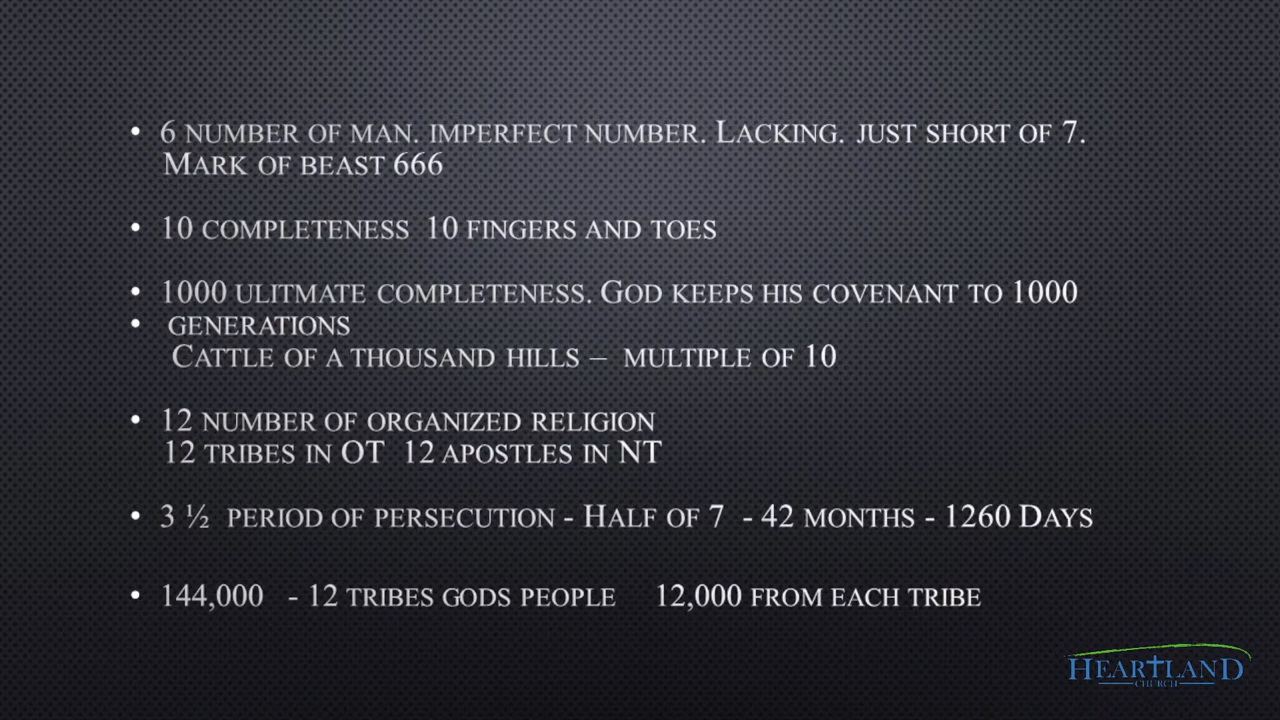 • 6 number of man. imperfect number. Lacking. just short of 7.
Mark of beast 666
• 10 completeness 10 fingers and toes
• 1000 ulitmate completeness. God keeps his covenant to 1000
• generations
Cattle of a thousand hills – multiple of 10
• 12 number of organized religion
12 tribes in OT 12 apostles in NT
• 3 ½ period of persecution - Half of 7 - 42 months - 1260 Days
• 144,000 - 12 tribes gods people 12,000 from each tribe
HEARTLAND
CHURCH